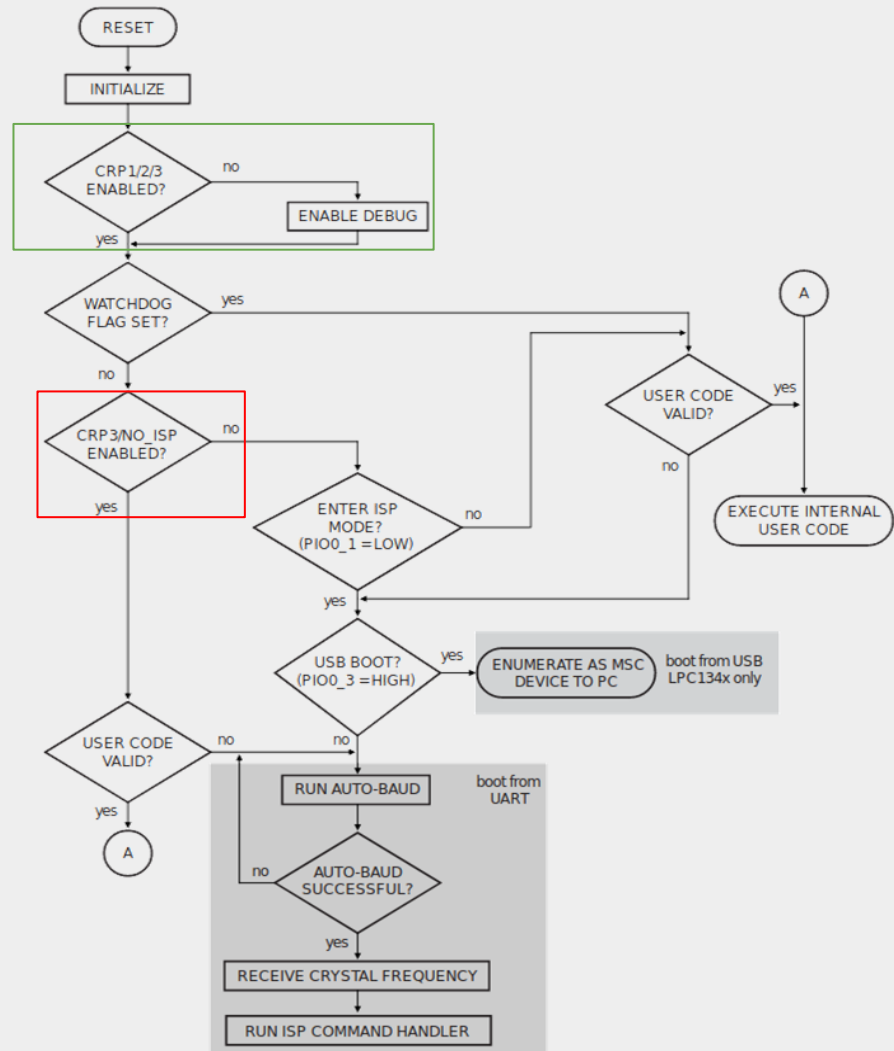 RESET
INITIALIZE
CRP1/2/3
ENABLED?
no
ENABLE DEBUG
yes
WATCHDOG
FLAG SET?
yes
no
A
USER CODE
VALID?
yes
no
EXECUTE INTERNAL
USER CODE
CRP3/NO_ISP
ENABLED?
no
yes
ENTER ISP
MODE?
(PIO0_1 =LOW)
no
yes
USB BOOT?
(PIO0_3 =HIGH)
yes
no
ENUMERATE AS MSC
DEVICE TO PC
boot from USB
LPC134x only
USER CODE
VALID?
no
yes
A
RUN AUTO-BAUD
boot from
UART
AUTO-BAUD
SUCCESSFUL?
no
yes
RECEIVE CRYSTAL FREQUENCY
RUN ISP COMMAND HANDLER